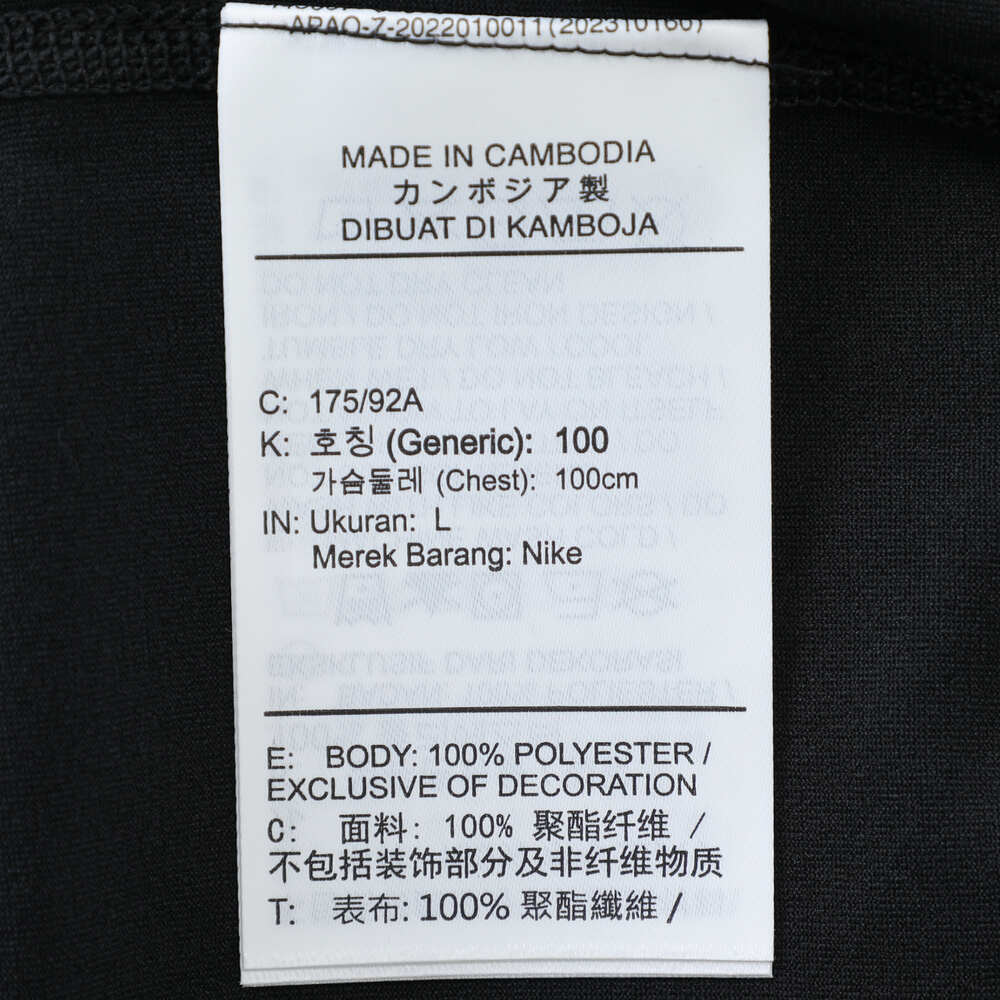 APAO-Z-2022010011(202310160)
MADE IN CAMBODIA
カンボジア製
DIBUAT DI KAMBOJA
C: 175/92A
K: 호칭 (Generic): 100
가슴둘레 (Chest): 100cm
IN: Ukuran: L
Merek Barang: Nike
E: BODY: 100% POLYESTER /
EXCLUSIVE OF DECORATION
C: 面料: 100% 聚酯纤维 /
不包括装饰部分及非纤维物质
T: 表布: 100% 聚酯纖維 /